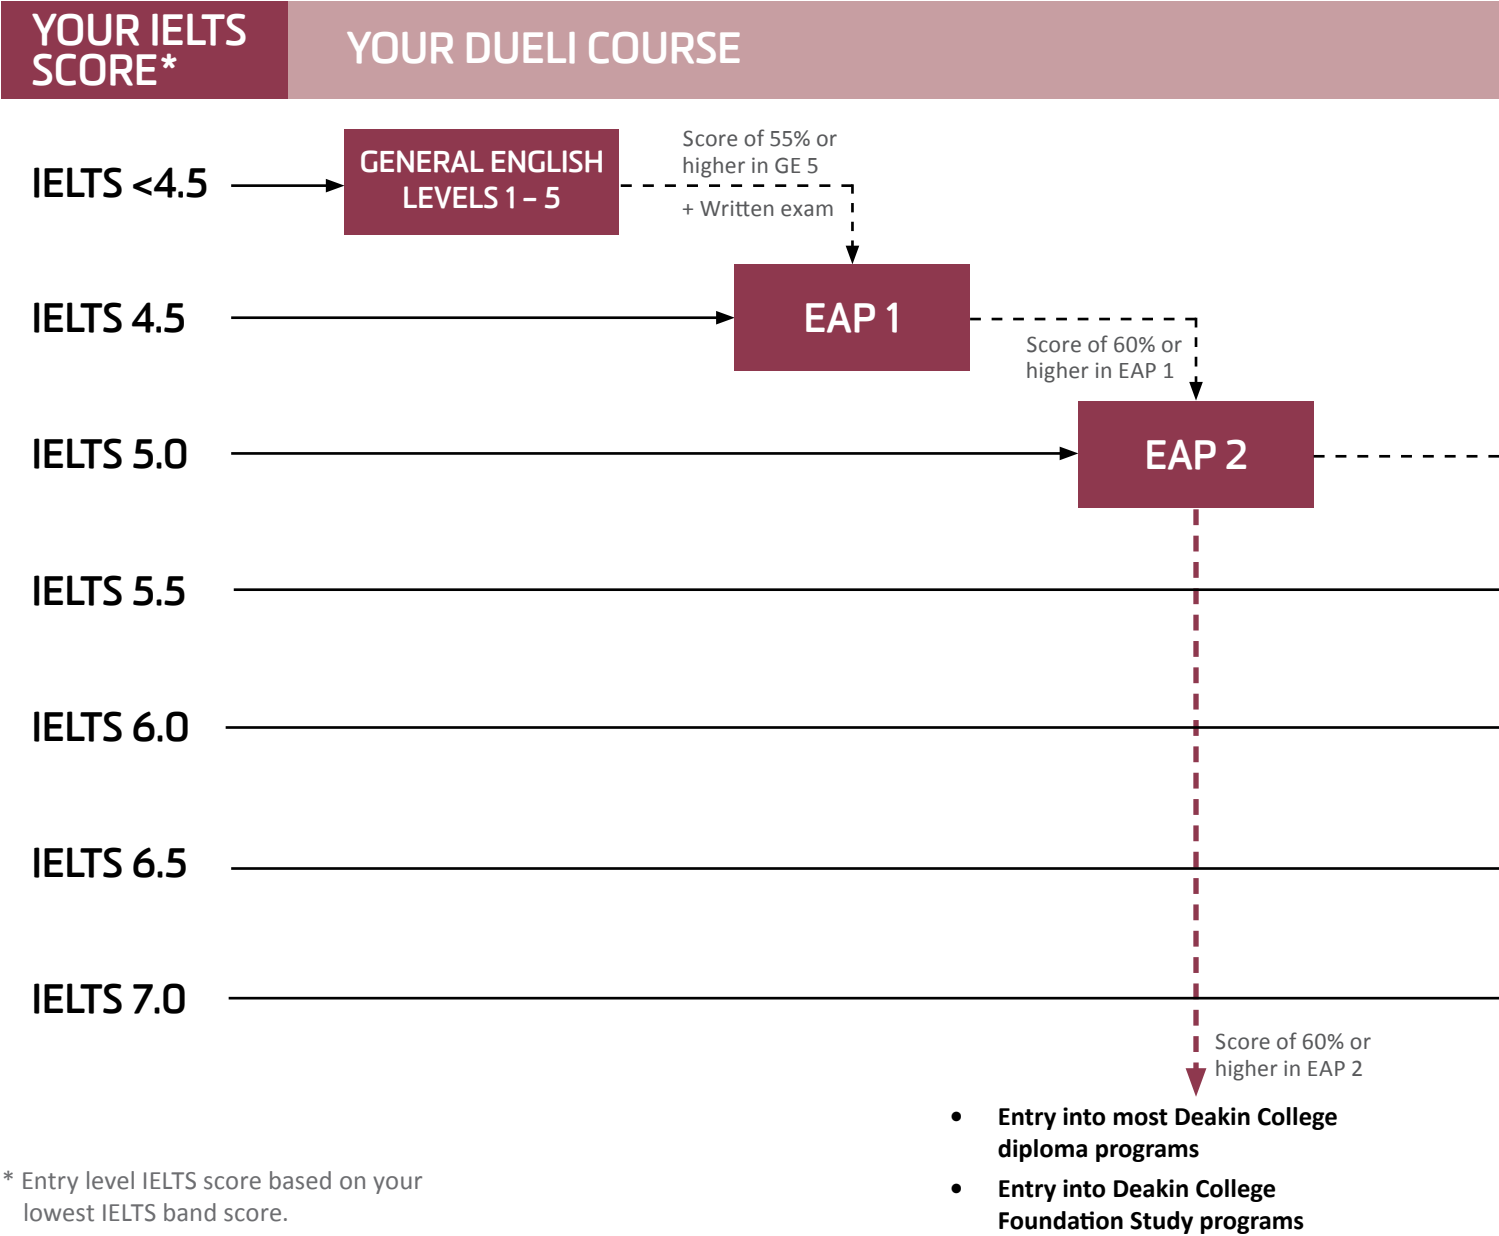 YOUR IELTS
SCORE*
YOUR DUELI COURSE
IELTS <4.5
GENERAL ENGLISH
LEVELS 1 – 5
Score of 55% or
higher in GE 5
+ Written exam
IELTS 4.5
EAP 1
Score of 60% or
higher in EAP 1
IELTS 5.0
EAP 2
IELTS 5.5
IELTS 6.0
IELTS 6.5
IELTS 7.0
Score of 60% or
higher in EAP 2
• Entry into most Deakin College
diploma programs
• Entry into Deakin College
Foundation Study programs
* Entry level IELTS score based on your
lowest IELTS band score.